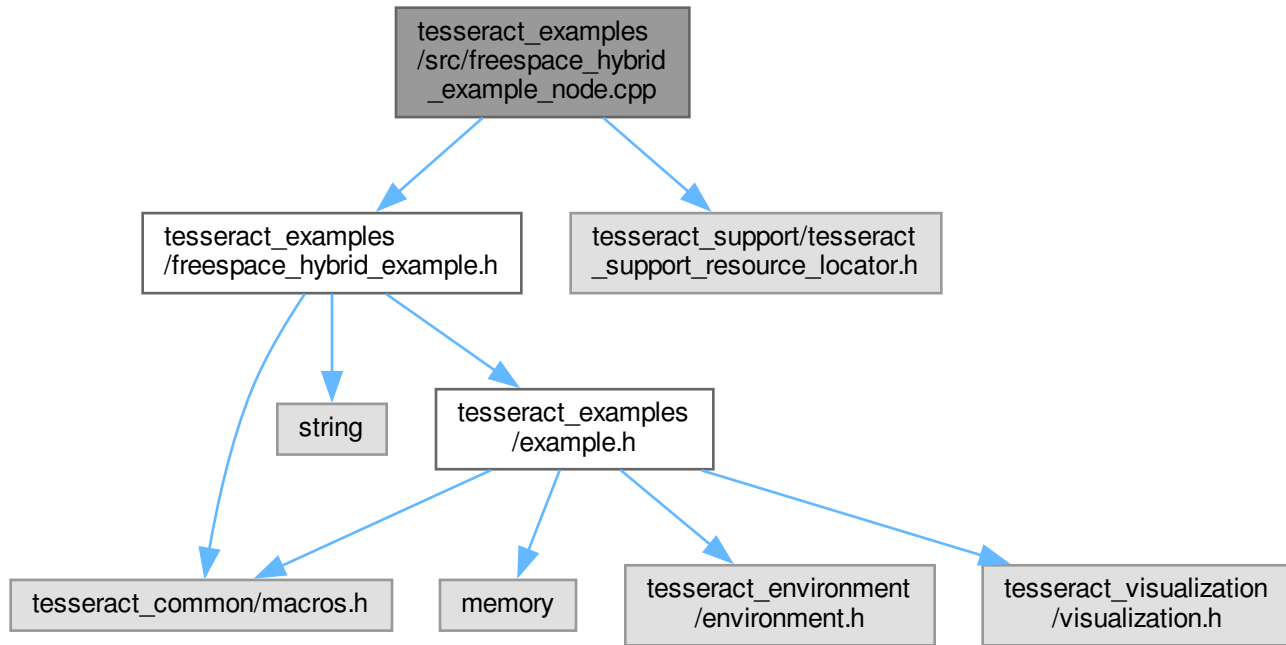 tesseract_examples
/src/freespace_hybrid
_example_node.cpp
tesseract_examples
/freespace_hybrid_example.h
tesseract_support/tesseract
_support_resource_locator.h
string
tesseract_examples
/example.h
tesseract_common/macros.h
memory
tesseract_environment
/environment.h
tesseract_visualization
/visualization.h